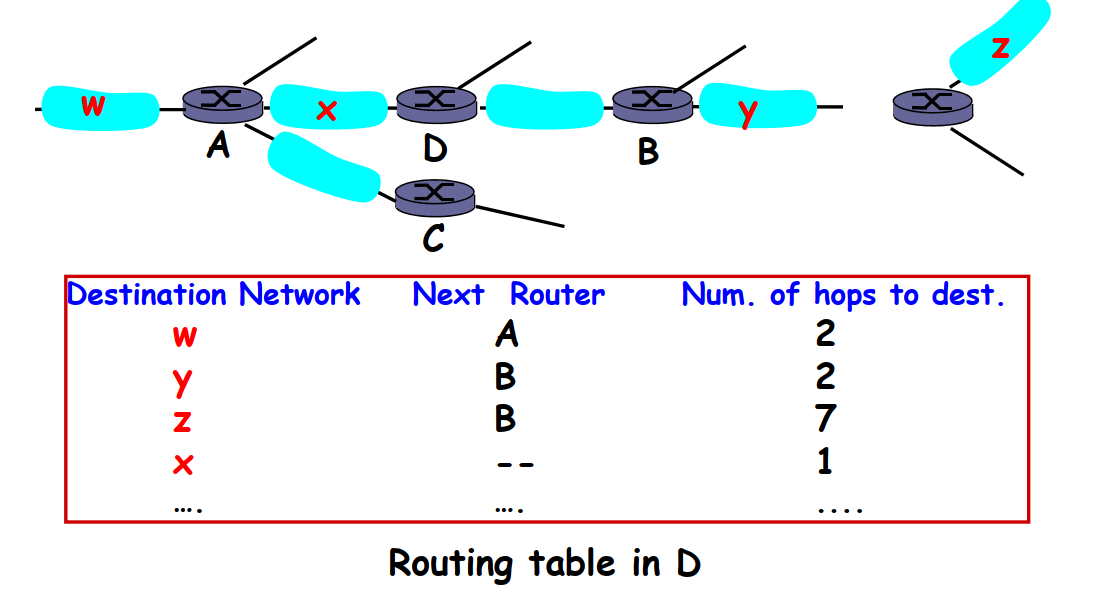 z
w
x
y
A
D
B
C
Destination Network Next Router Num. of hops to dest.
w A 2
y B 2
z B 7
x -- 1
.... .... ....
Routing table in D